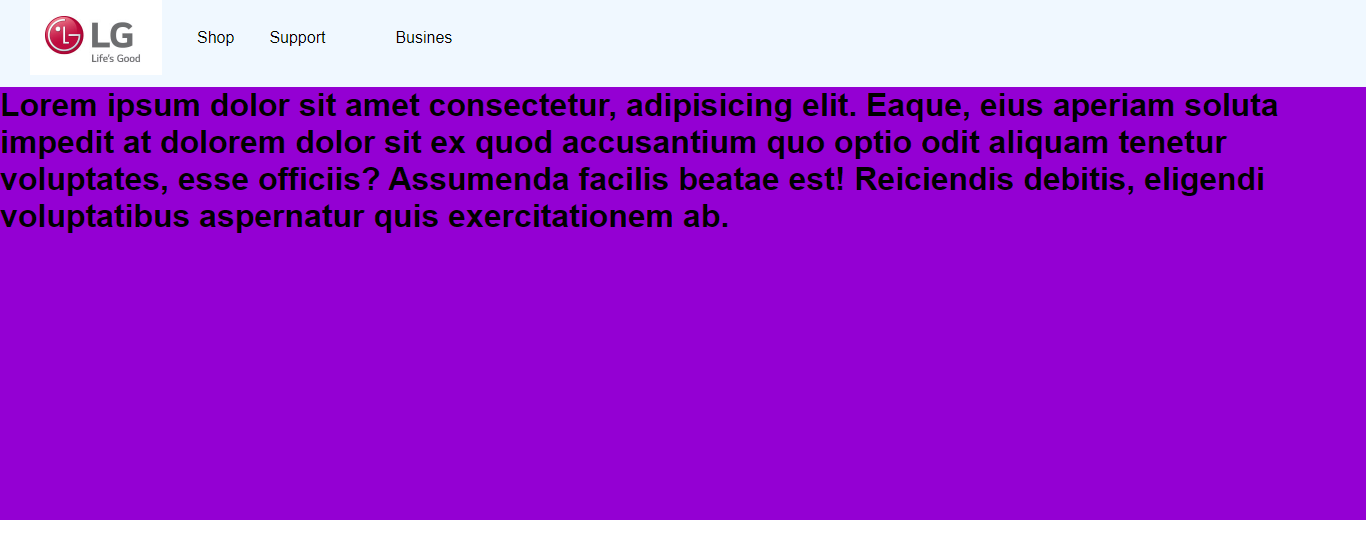 LG
Life's Good
Shop Support Busines
Lorem ipsum dolor sit amet consectetur, adipisicing elit. Eaque, eius aperiam soluta
impedit at dolorem dolor sit ex quod accusantium quo optio odit aliquam tenetur
voluptates, esse officiis? Assumenda facilis beatae est! Reiciendis debitis, eligendi
voluptatibus aspernatur quis exercitationem ab.